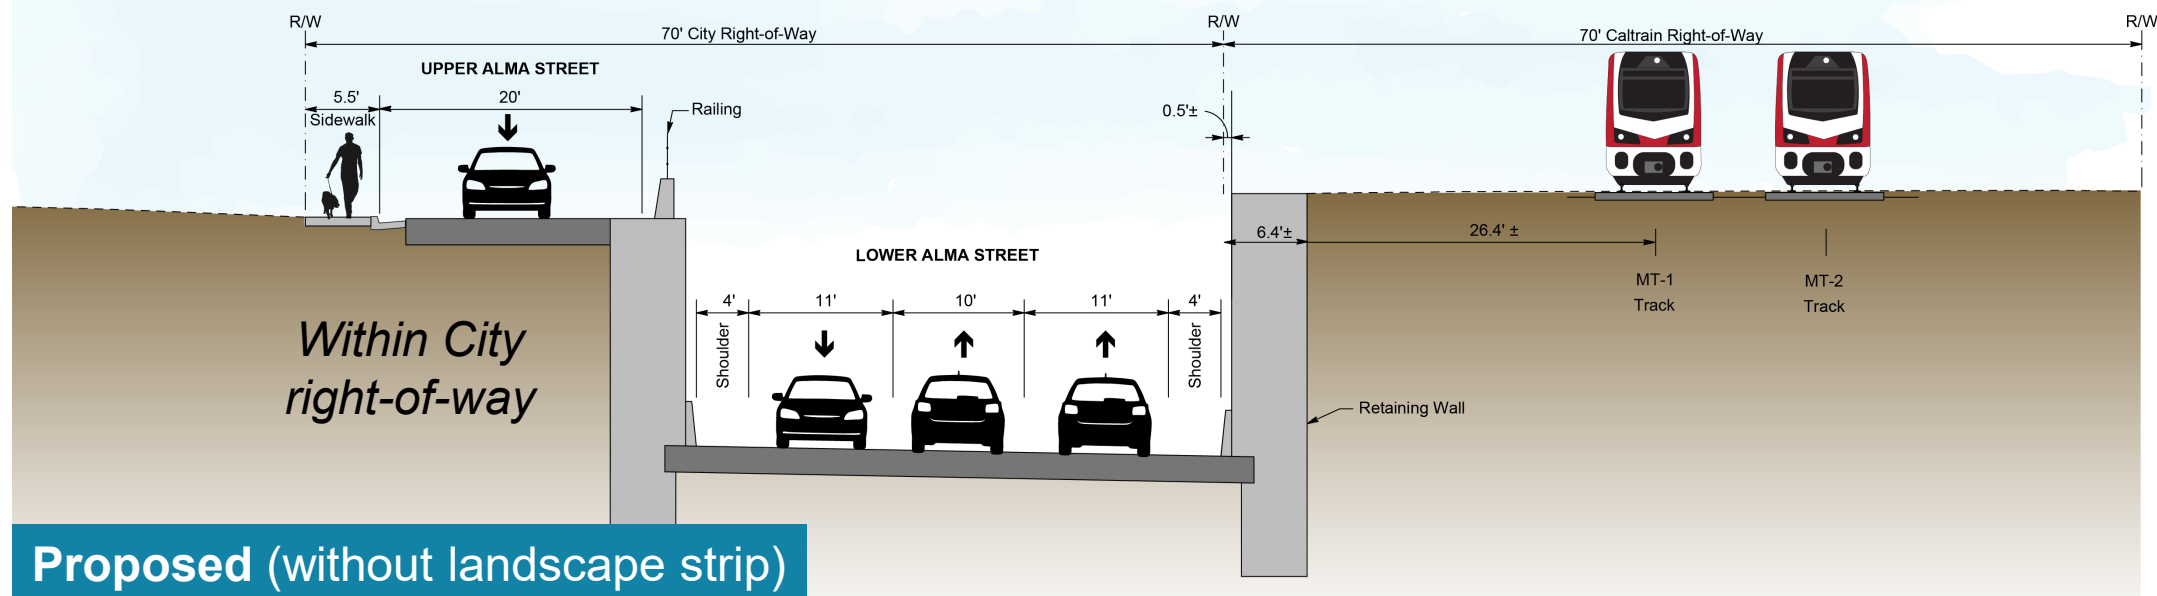 R/W
R/W
R/W
70' City Right-of-Way
70' Caltrain Right-of-Way
UPPER ALMA STREET
5.5'
20'
Sidewalk
Railing
0.5'±
6.4'±
26.4' ±
LOWER ALMA STREET
MT-1
Track
MT-2
Track
4'
11'
10'
11'
4'
Shoulder
Shoulder
Within City
right-of-way
Retaining Wall
Proposed (without landscape strip)